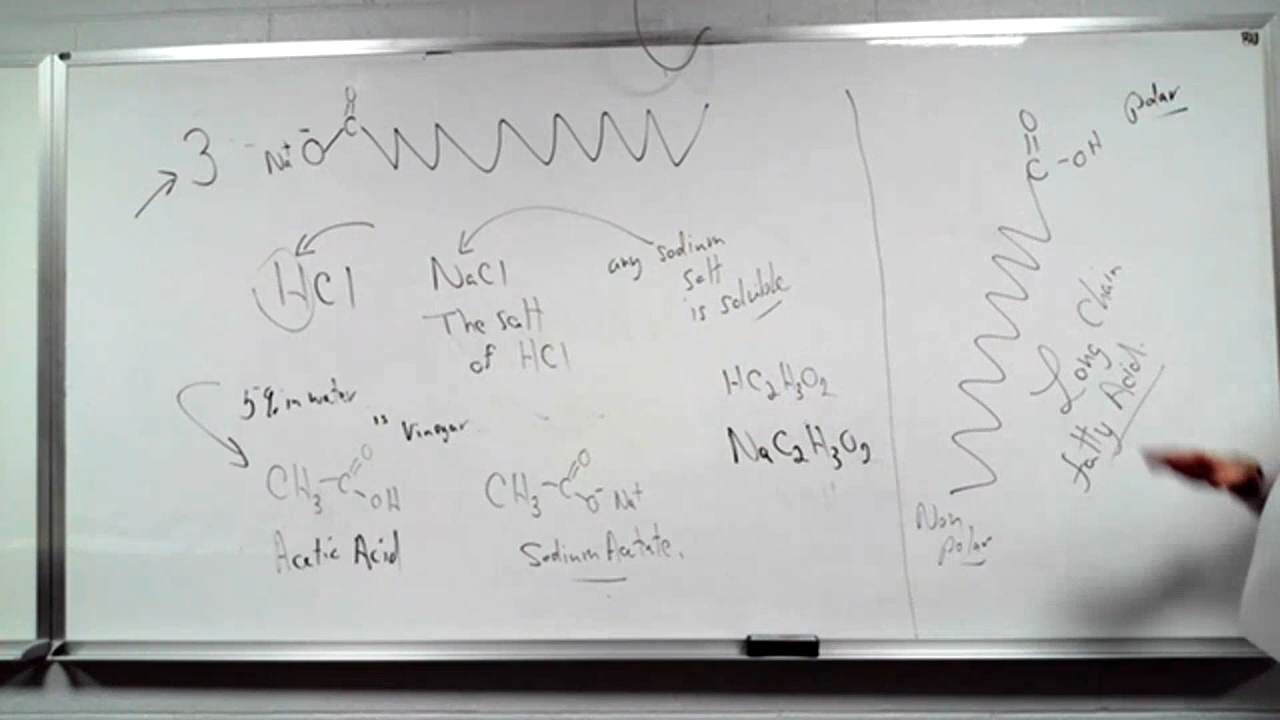 3 Na⁺ O⁻ C O
HCl
NaCl
The salt
of HCl
any sodium
salt
is soluble
5% in water
is Vinegar
CH₃-C O OH
Acetic Acid
CH₃-C O O⁻ Na⁺
Sodium Acetate.
HC₂H₃O₂
NaC₂H₃O₂
O
C-OH
Polar
Long Chain
fatty Acid.
Non
polar